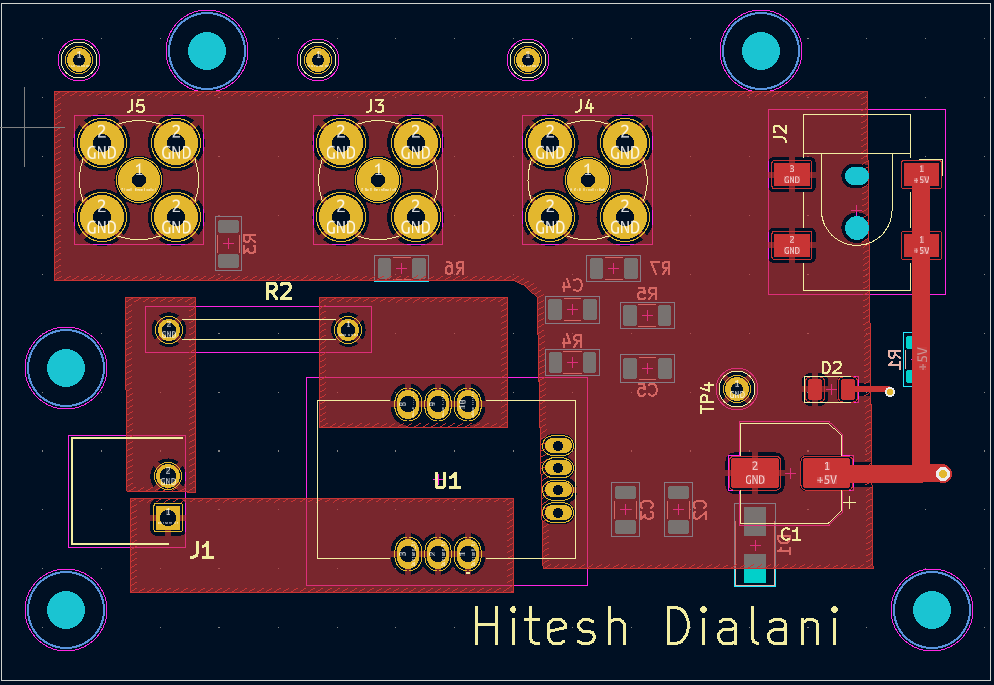 J5
J3
J4
J2
2 GND
2 GND
2 GND
2 GND
2 GND
2 GND
1
1
1
3 GND
1 +5V
2 GND
2 GND
2 GND
2 GND
2 GND
2 GND
2 GND
1 +5V
R3
R6
R7
R2
C4
R5
R4
C5
R1
+5V
D2
TP4
U1
2 GND
1 +5V
C3
C2
C1
J1
Hitesh Dialani